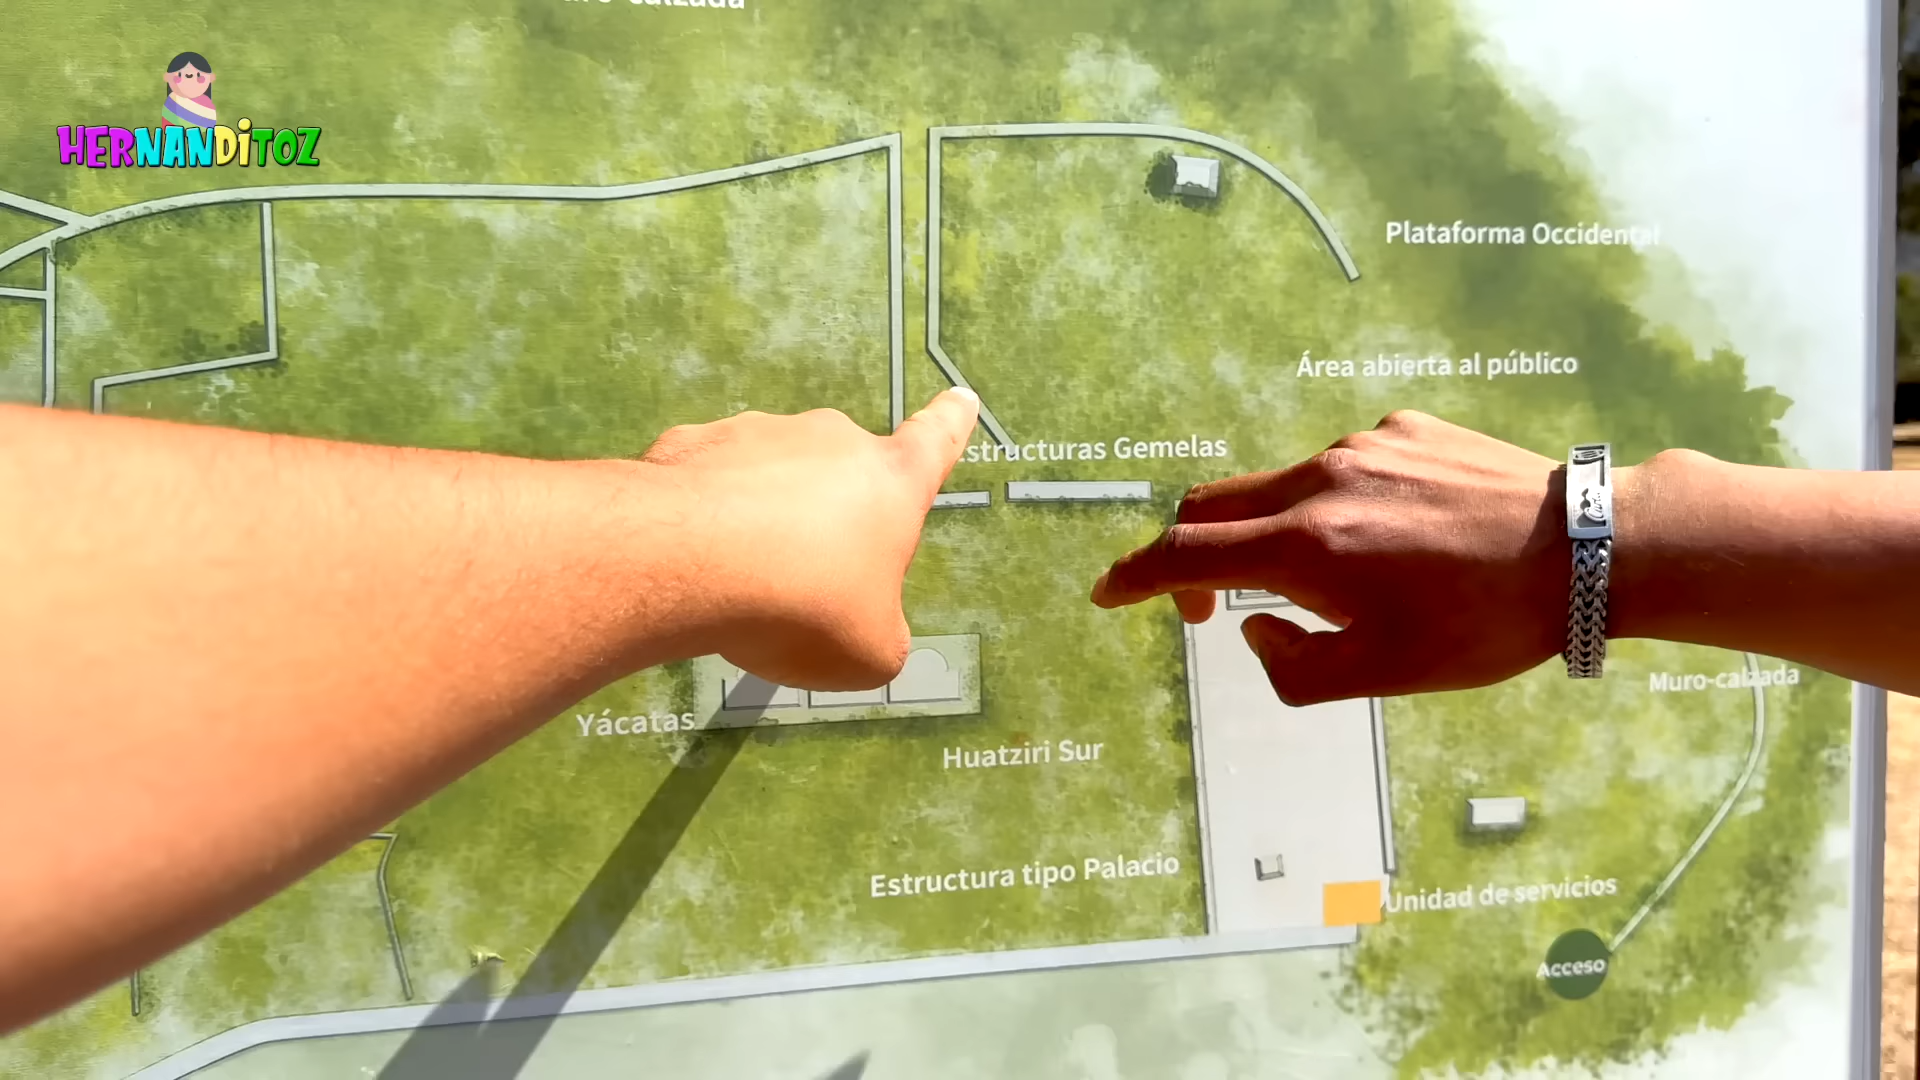 HERNANDiTOZ
Plataforma Occidental
Área abierta al público
Estructuras Gemelas
Muro-calzada
Yácatas
Huatziri Sur
Estructura tipo Palacio
Unidad de servicios
Acceso